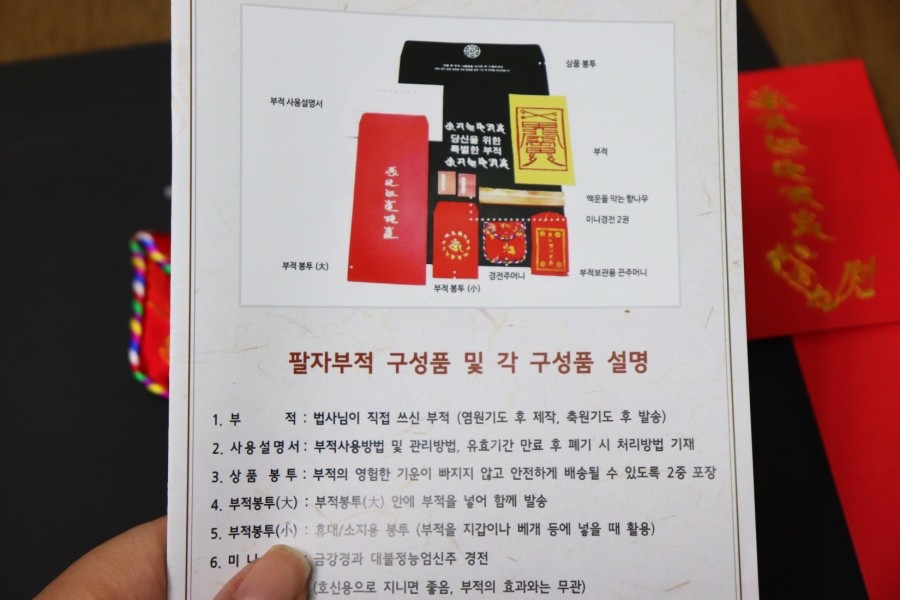 상품 봉투
부적 사용설명서
당신을 위한
특별한 부적
부적
액운을 막는 향나무
미니경전 2권
부적 봉투 (大)
경전주머니
부적보관용 끈주머니
부적 봉투 (小)
팔자부적 구성품 및 각 구성품 설명
1. 부 적 : 법사님이 직접 쓰신 부적 (염원기도 후 제작, 축원기도 후 발송)
2. 사용설명서 : 부적사용방법 및 관리방법, 유효기간 만료 후 폐기 시 처리방법 기재
3. 상품 봉투 : 부적의 영험한 기운이 빠지지 않고 안전하게 배송될 수 있도록 2중 포장
4. 부적봉투(大) : 부적봉투(大) 안에 부적을 넣어 함께 발송
5. 부적봉투(小) : 휴대/소지용 봉투 (부적을 지갑이나 베개 등에 넣을 때 활용)
6. 미 니 : 금강경과 대불정능엄신주 경전
(호신용으로 지니면 좋음, 부적의 효과와는 무관)